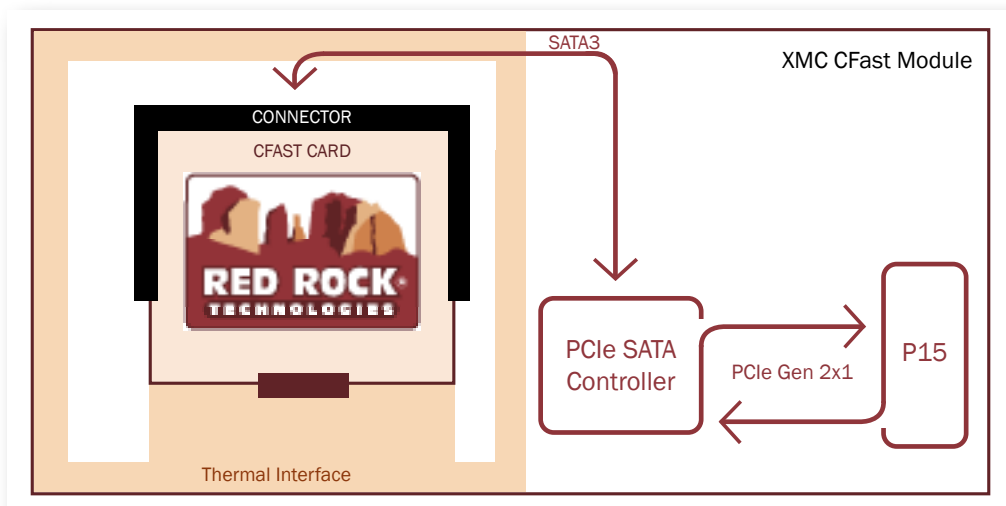 SATA3
XMC CFast Module
CONNECTOR
CFAST CARD
RED ROCK®
TECHNOLOGIES
PCIe SATA
Controller
PCIe Gen 2x1
P15
Thermal Interface